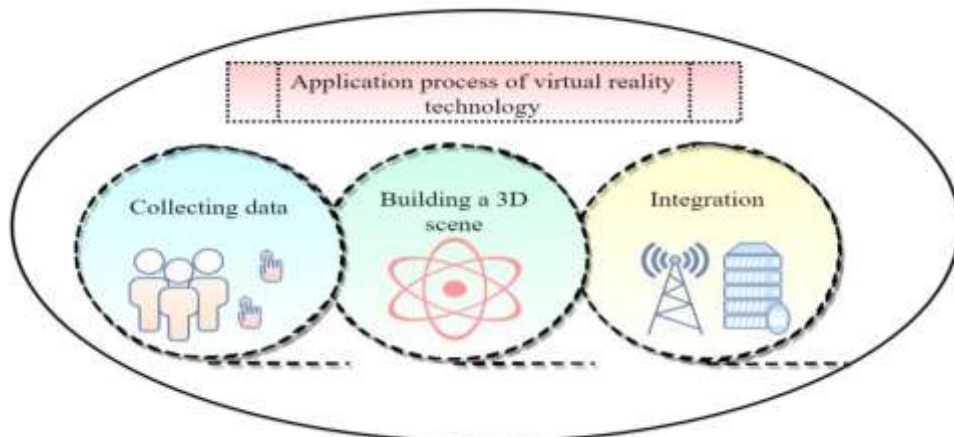 Application process of virtual reality
technology
Collecting data
Building a 3D
scene
Integration